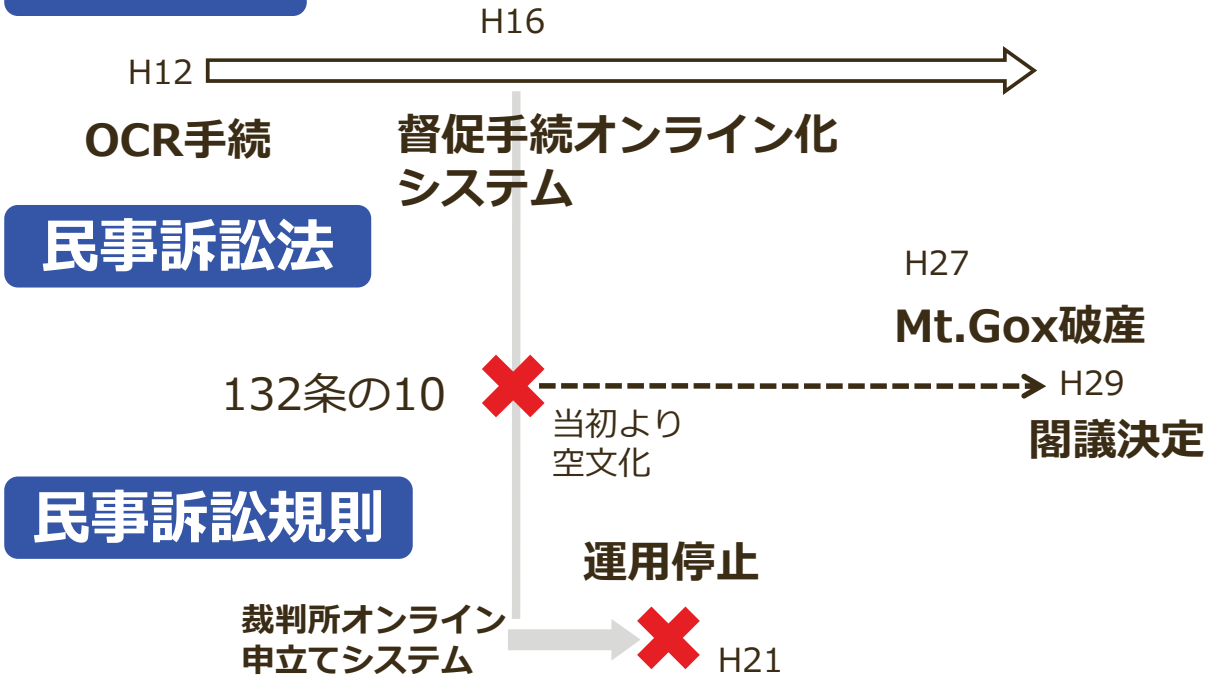 H16
H12
OCR手続
督促手続オンライン化
システム
民事訴訟法
H27
Mt.Gox破産
132条の10
H29
当初より
空文化
閣議決定
民事訴訟規則
運用停止
裁判所オンライン
申立てシステム
H21